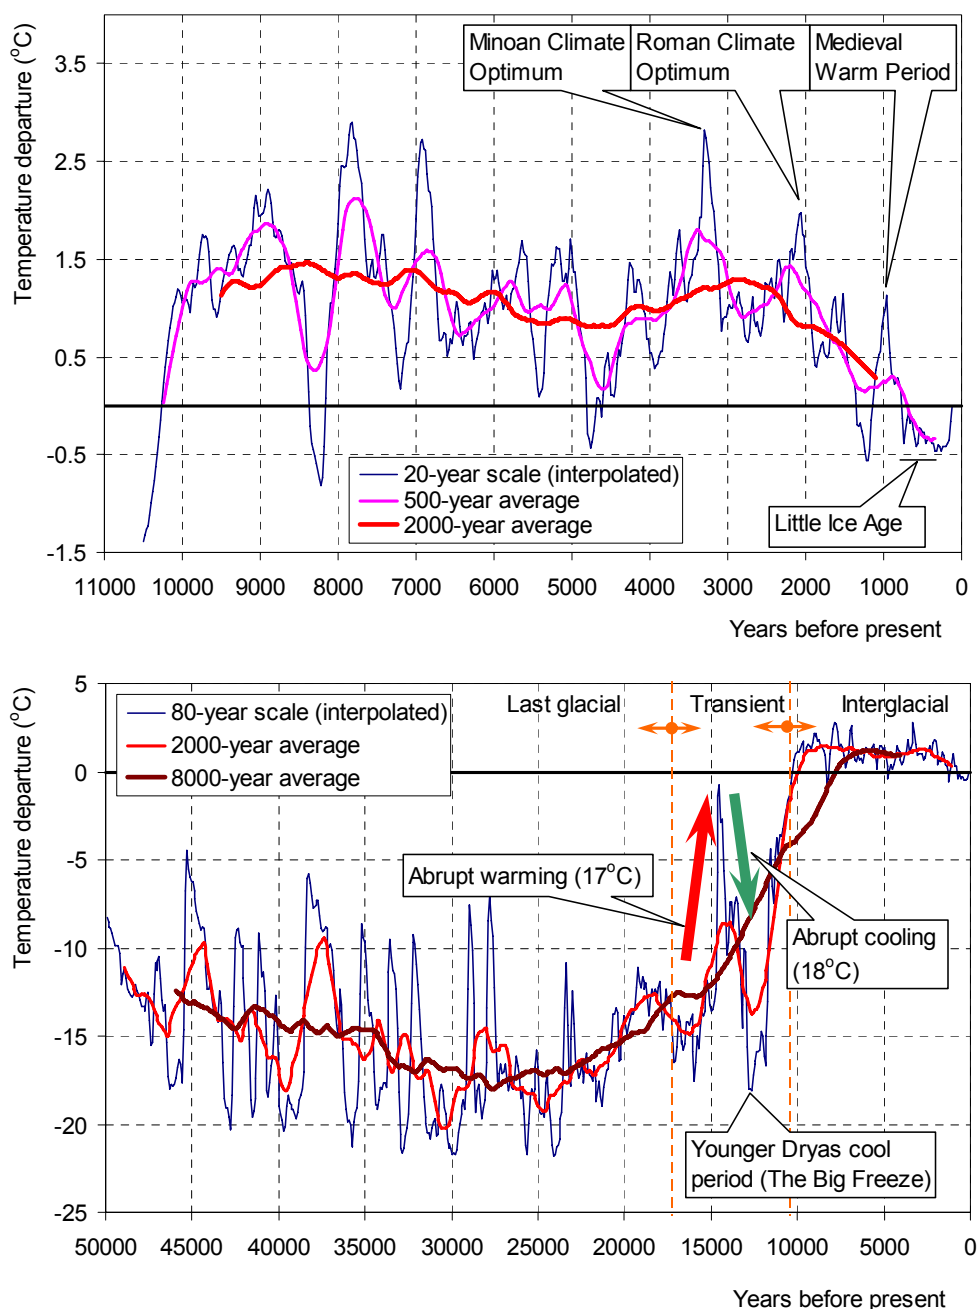 Temperature departure (°C)
3.5
2.5
1.5
0.5
-0.5
-1.5
Minoan Climate
Optimum
Roman Climate
Optimum
Medieval
Warm Period
20-year scale (interpolated)
500-year average
2000-year average
Little Ice Age
11000 10000 9000 8000 7000 6000 5000 4000 3000 2000 1000 0
Years before present
Temperature departure (°C)
5
0
-5
-10
-15
-20
-25
80-year scale (interpolated)
2000-year average
8000-year average
Last glacial
Transient
Interglacial
Abrupt warming (17°C)
Abrupt cooling
(18°C)
Younger Dryas cool
period (The Big Freeze)
50000 45000 40000 35000 30000 25000 20000 15000 10000 5000 0
Years before present